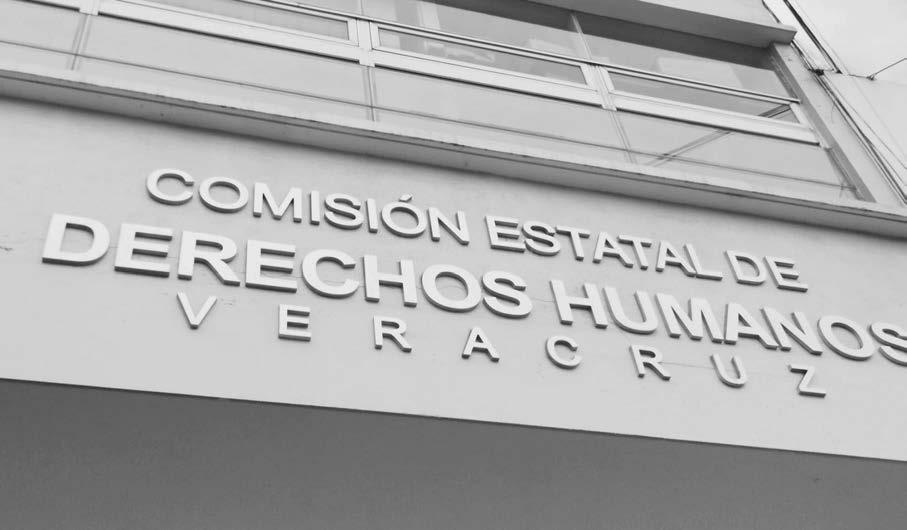 COMISIÓN ESTATAL DE
DERECHOS HUMANOS
VERACRUZ